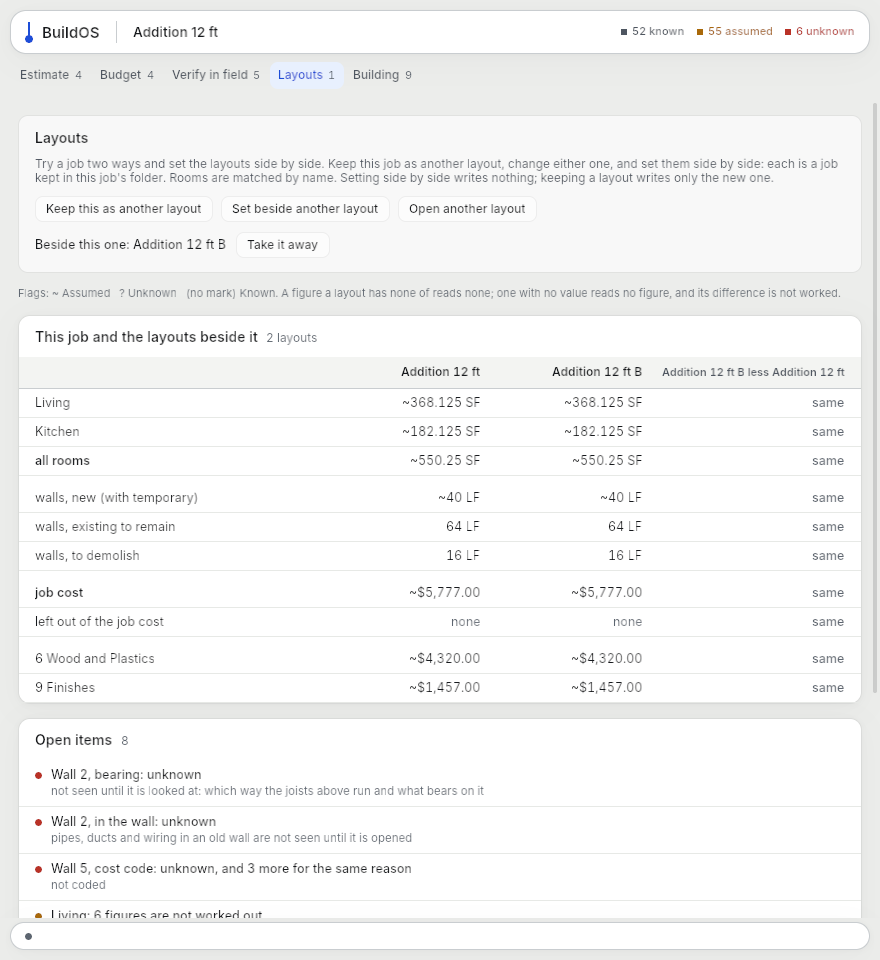 BuildOS
Addition 12 ft
52 known
55 assumed
6 unknown
Estimate 4
Budget 4
Verify in field 5
Layouts 1
Building 9
Layouts
Try a job two ways and set the layouts side by side. Keep this job as another layout, change either one, and set them side by side: each is a job
kept in this job's folder. Rooms are matched by name. Setting side by side writes nothing; keeping a layout writes only the new one.
Keep this as another layout
Set beside another layout
Open another layout
Beside this one: Addition 12 ft B
Take it away
Flags: ~ Assumed ? Unknown (no mark) Known. A figure a layout has none of reads none; one with no value reads no figure, and its difference is not worked.
This job and the layouts beside it 2 layouts
Addition 12 ft Addition 12 ft B Addition 12 ft B less Addition 12 ft
Living ~368.125 SF ~368.125 SF same
Kitchen ~182.125 SF ~182.125 SF same
all rooms ~550.25 SF ~550.25 SF same
walls, new (with temporary) ~40 LF ~40 LF same
walls, existing to remain 64 LF 64 LF same
walls, to demolish 16 LF 16 LF same
job cost ~$5,777.00 ~$5,777.00 same
left out of the job cost none none same
6 Wood and Plastics ~$4,320.00 ~$4,320.00 same
9 Finishes ~$1,457.00 ~$1,457.00 same
Open items 8
Wall 2, bearing: unknown
not seen until it is looked at: which way the joists above run and what bears on it
Wall 2, in the wall: unknown
pipes, ducts and wiring in an old wall are not seen until it is opened
Wall 5, cost code: unknown, and 3 more for the same reason
not coded
Living: 6 figures are not worked out